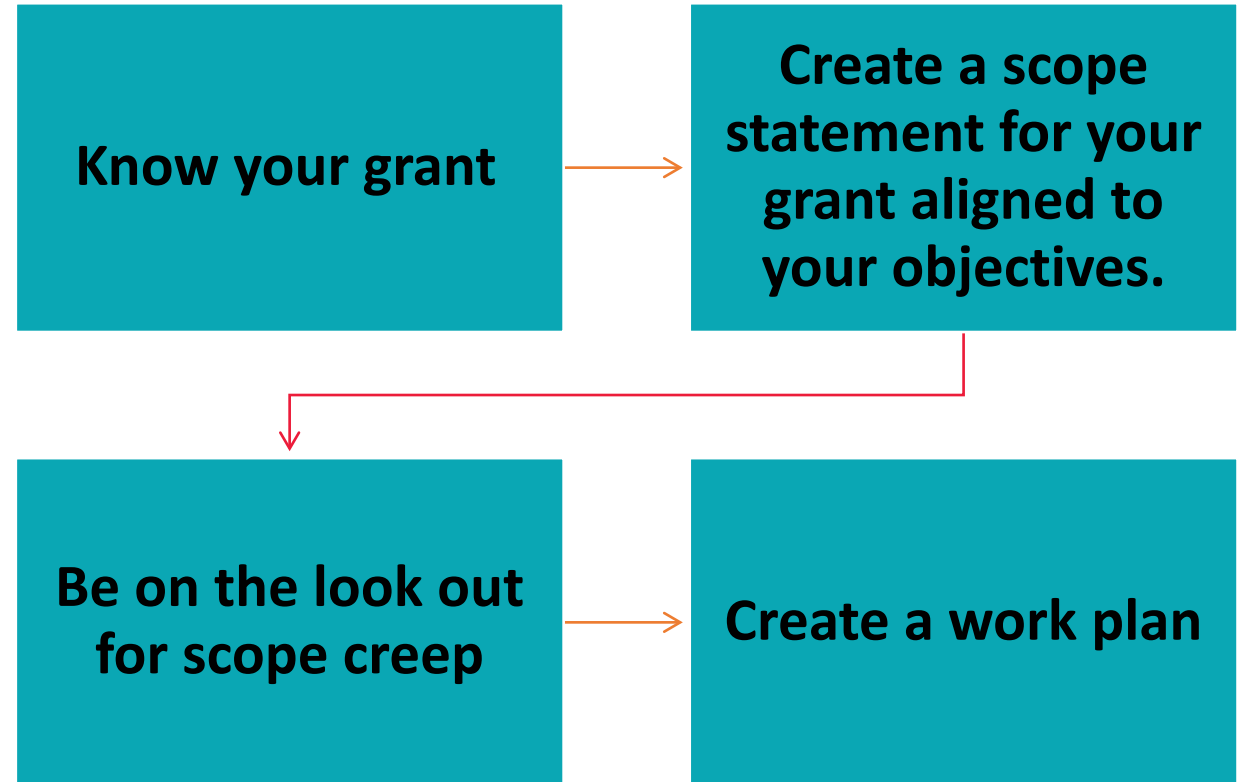 Know your grant
Create a scope
statement for your
grant aligned to
your objectives.
Be on the look out
for scope creep
Create a work plan